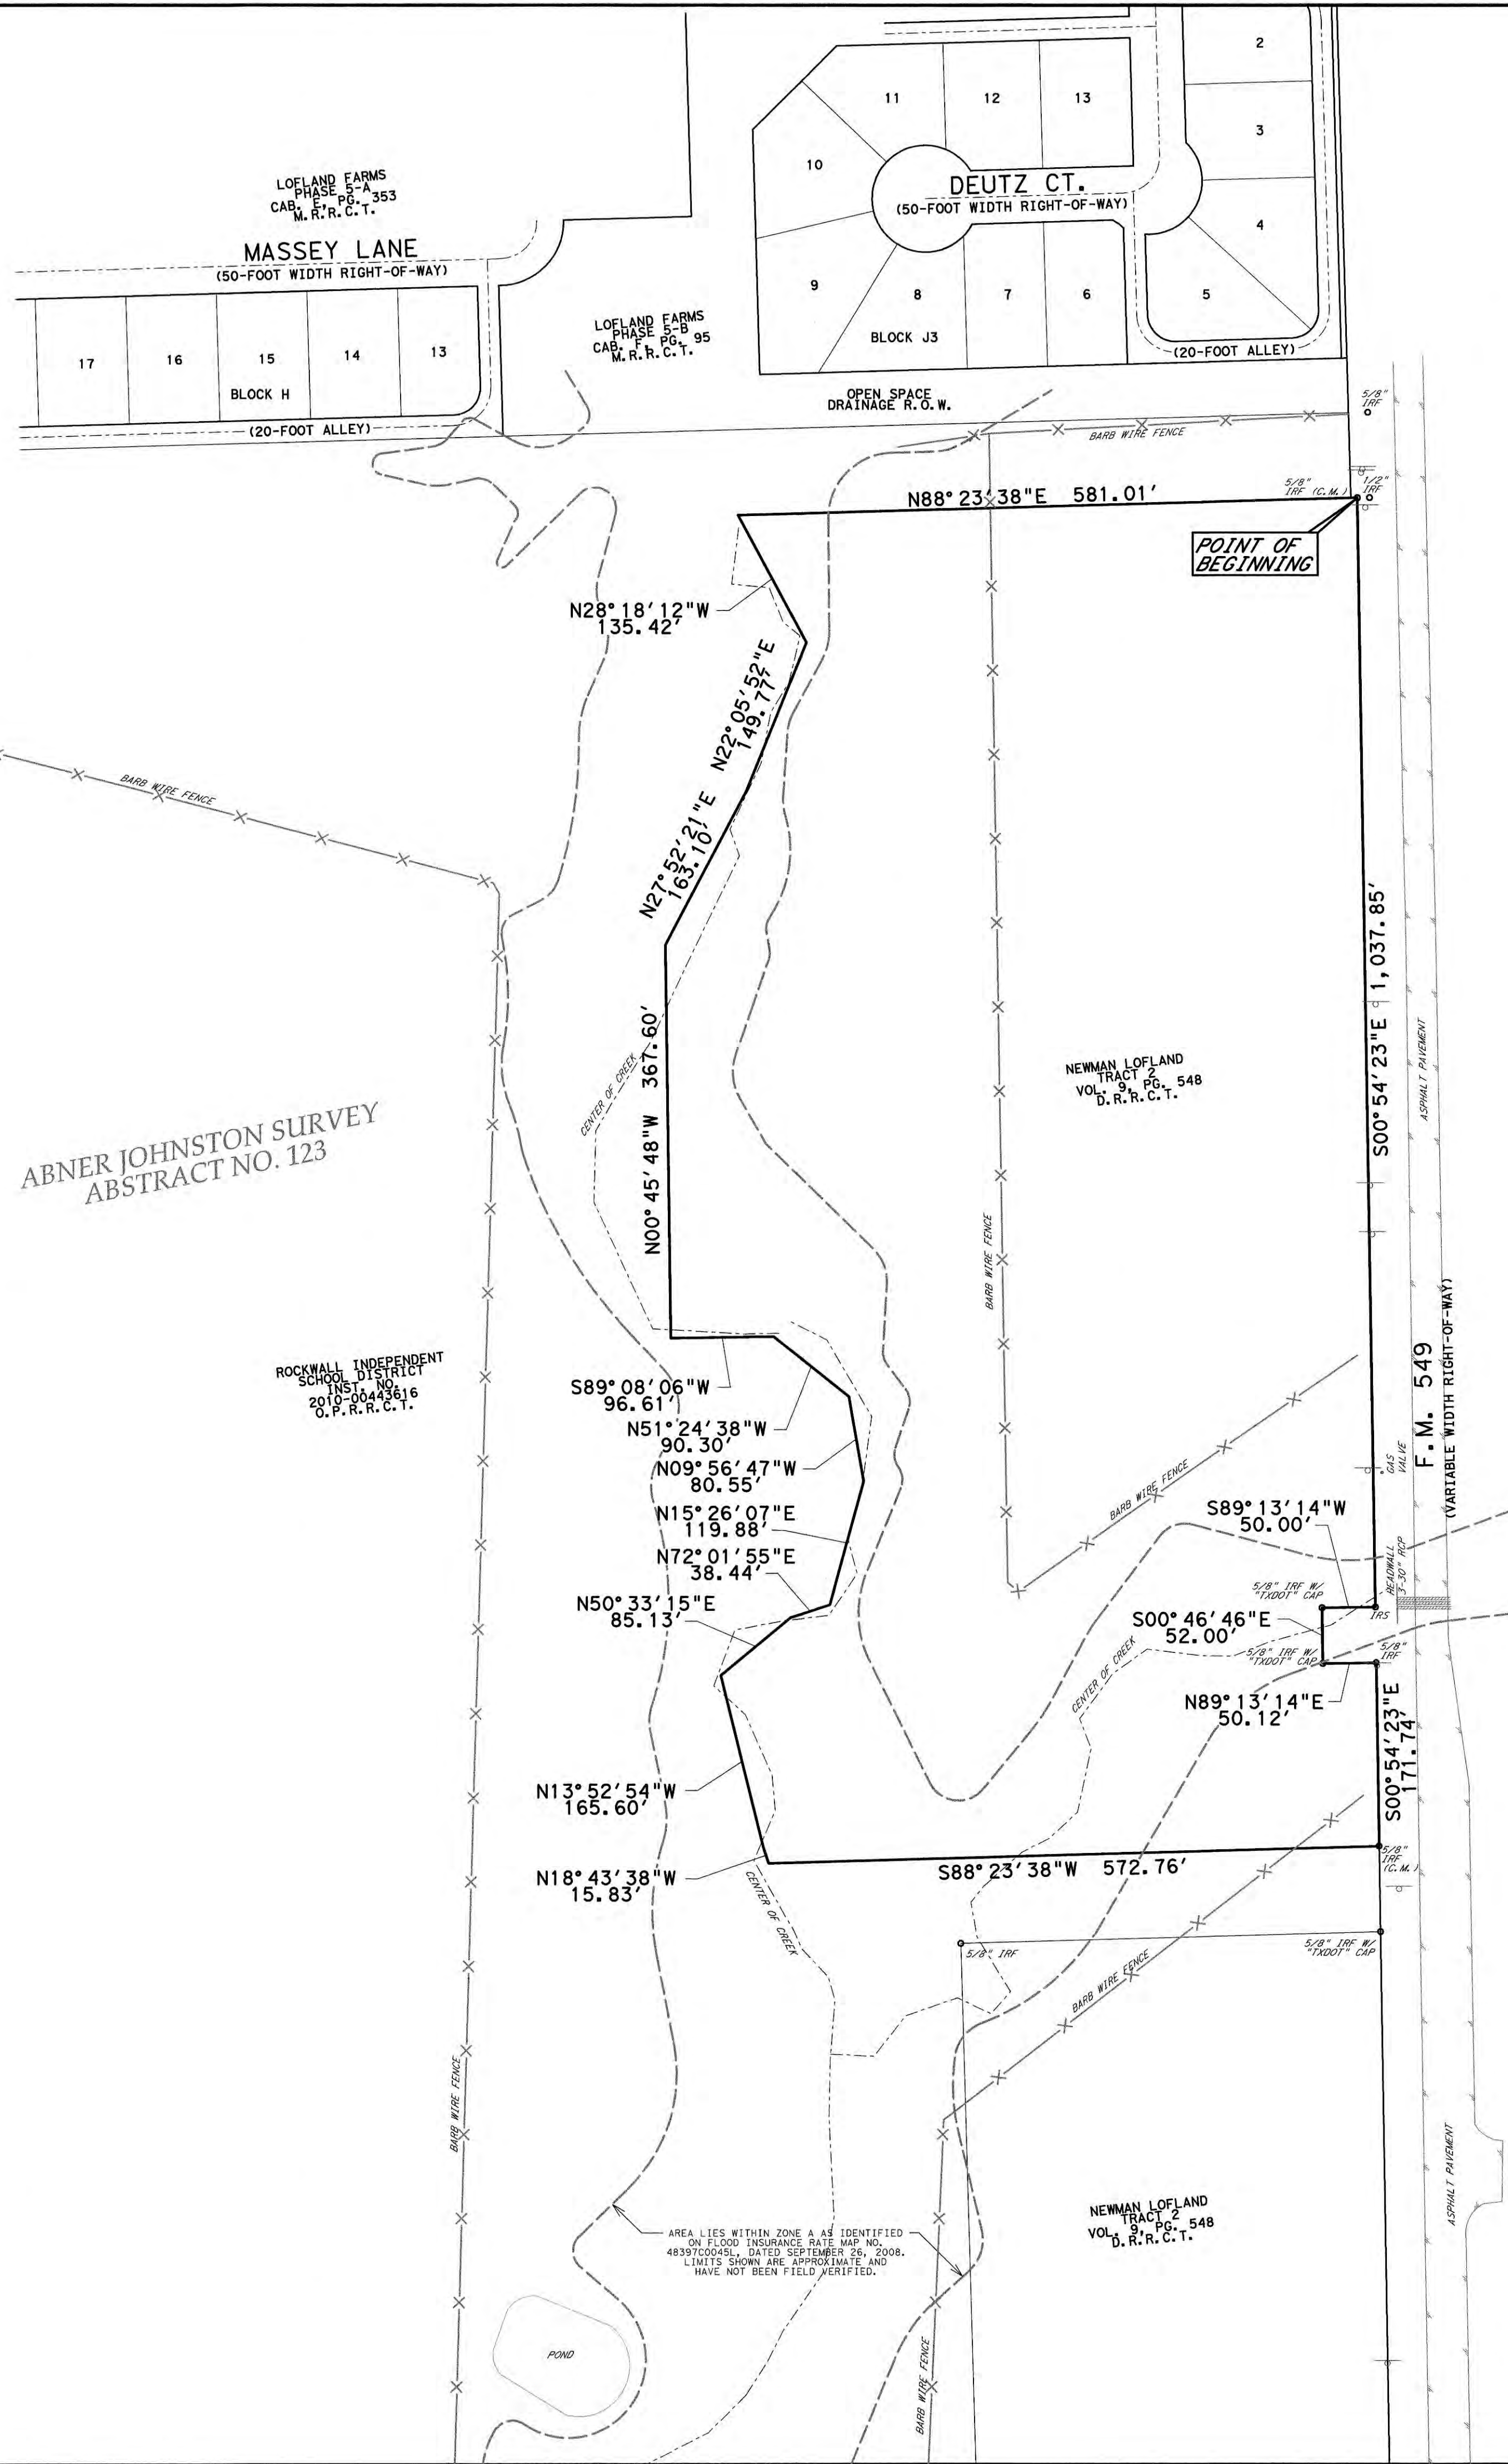 2
11
12
13
3
10
DEUTZ CT.
(50-FOOT WIDTH RIGHT-OF-WAY)
LOFLAND FARMS
PHASE 5-A
CAB. E, PG. 353
M.R.R.C.T.
MASSEY LANE
(50-FOOT WIDTH RIGHT-OF-WAY)
4
9
8
7
6
5
BLOCK J3
(20-FOOT ALLEY)
LOFLAND FARMS
PHASE 5-B
CAB. F, PG. 95
M.R.R.C.T.
17
16
15
14
13
BLOCK H
(20-FOOT ALLEY)
OPEN SPACE
DRAINAGE R.O.W.
5/8"
IRF
BARB WIRE FENCE
N88°23'38"E 581.01'
5/8"
IRF (C.M.)
1/2"
IRF
POINT OF
BEGINNING
N28°18'12"W
135.42'
N22°05'52"E
149.77'
BARB WIRE FENCE
N27°52'21"E
163.10'
S00°54'23"E 1,037.85'
N00°45'48"W 367.60'
CENTER OF CREEK
NEWMAN LOFLAND
TRACT 2
VOL. 9, PG. 548
D.R.R.C.T.
ASPHALT PAVEMENT
ABNER JOHNSTON SURVEY
ABSTRACT NO. 123
BARB WIRE FENCE
ROCKWALL INDEPENDENT
SCHOOL DISTRICT
INST. NO.
2010-00443616
O.P.R.R.C.T.
F.M. 549
(VARIABLE WIDTH RIGHT-OF-WAY)
S89°08'06"W
96.61'
N51°24'38"W
90.30'
N09°56'47"W
80.55'
N15°26'07"E
119.88'
N72°01'55"E
38.44'
N50°33'15"E
85.13'
GAS
VALVE
BARB WIRE FENCE
S89°13'14"W
50.00'
HEADWALL
3-30" RCP
5/8" IRF W/
"TXDOT" CAP
IRS
S00°46'46"E
52.00'
5/8" IRF W/
"TXDOT" CAP
5/8"
IRF
CENTER OF CREEK
N89°13'14"E
50.12'
S00°54'23"E
171.74'
N13°52'54"W
165.60'
N18°43'38"W
15.83'
S88°23'38"W 572.76'
5/8"
IRF
(C.M.)
CENTER OF CREEK
5/8" IRF
5/8" IRF W/
"TXDOT" CAP
BARB WIRE FENCE
BARB WIRE FENCE
ASPHALT PAVEMENT
NEWMAN LOFLAND
TRACT 2
VOL. 9, PG. 548
D.R.R.C.T.
AREA LIES WITHIN ZONE A AS IDENTIFIED
ON FLOOD INSURANCE RATE MAP NO.
48397C0045L, DATED SEPTEMBER 26, 2008.
LIMITS SHOWN ARE APPROXIMATE AND
HAVE NOT BEEN FIELD VERIFIED.
POND
BARB WIRE FENCE